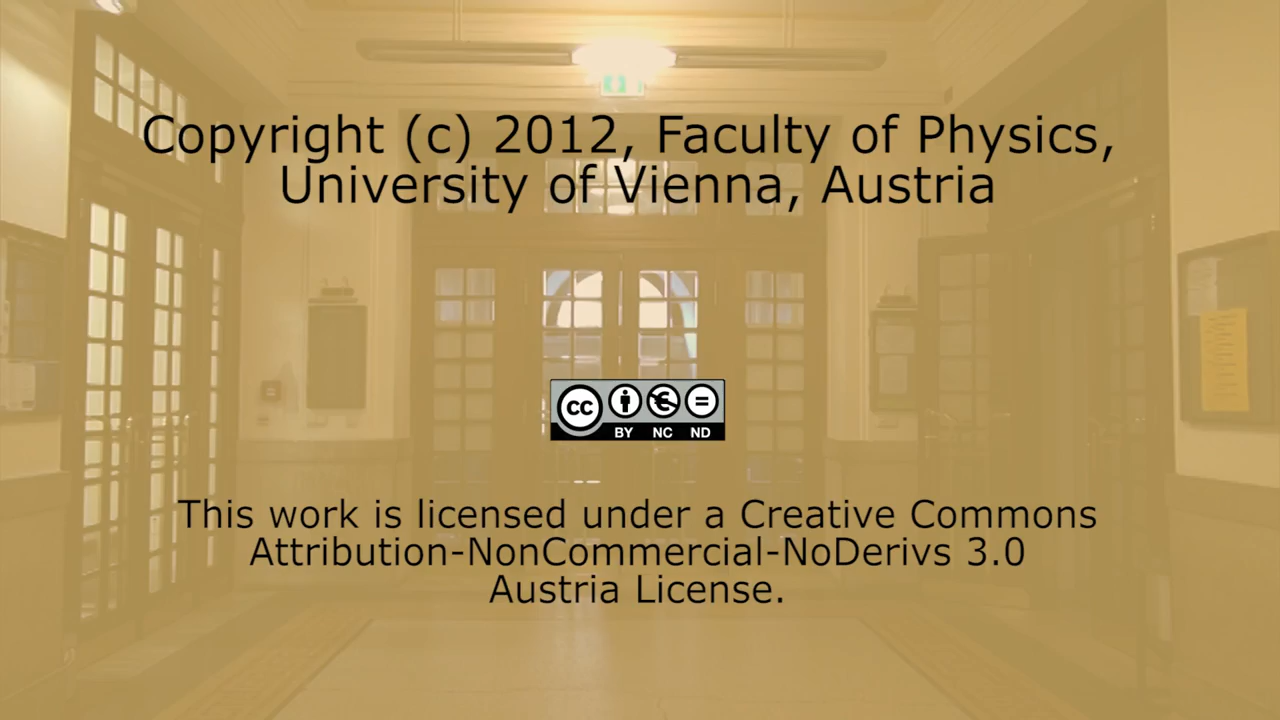 Copyright (c) 2012, Faculty of Physics,
University of Vienna, Austria
cc
BY NC ND
This work is licensed under a Creative Commons
Attribution-NonCommercial-NoDerivs 3.0
Austria License.